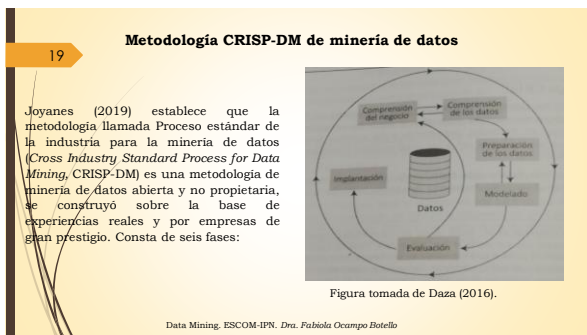 Metodología CRISP-DM de minería de datos
19
Joyanes (2019) establece que la
metodología llamada Proceso estándar de
la industria para la minería de datos
(Cross Industry Standard Process for Data
Mining, CRISP-DM) es una metodología de
minería de datos abierta y no propietaria,
se construyó sobre la base de
experiencias reales y por empresas de
gran prestigio. Consta de seis fases:
Comprensión
del negocio
Comprensión
de los datos
Preparación
de los datos
Implantación
Datos
Modelado
Evaluación
Figura tomada de Daza (2016).
Data Mining. ESCOM-IPN. Dra. Fabiola Ocampo Botello